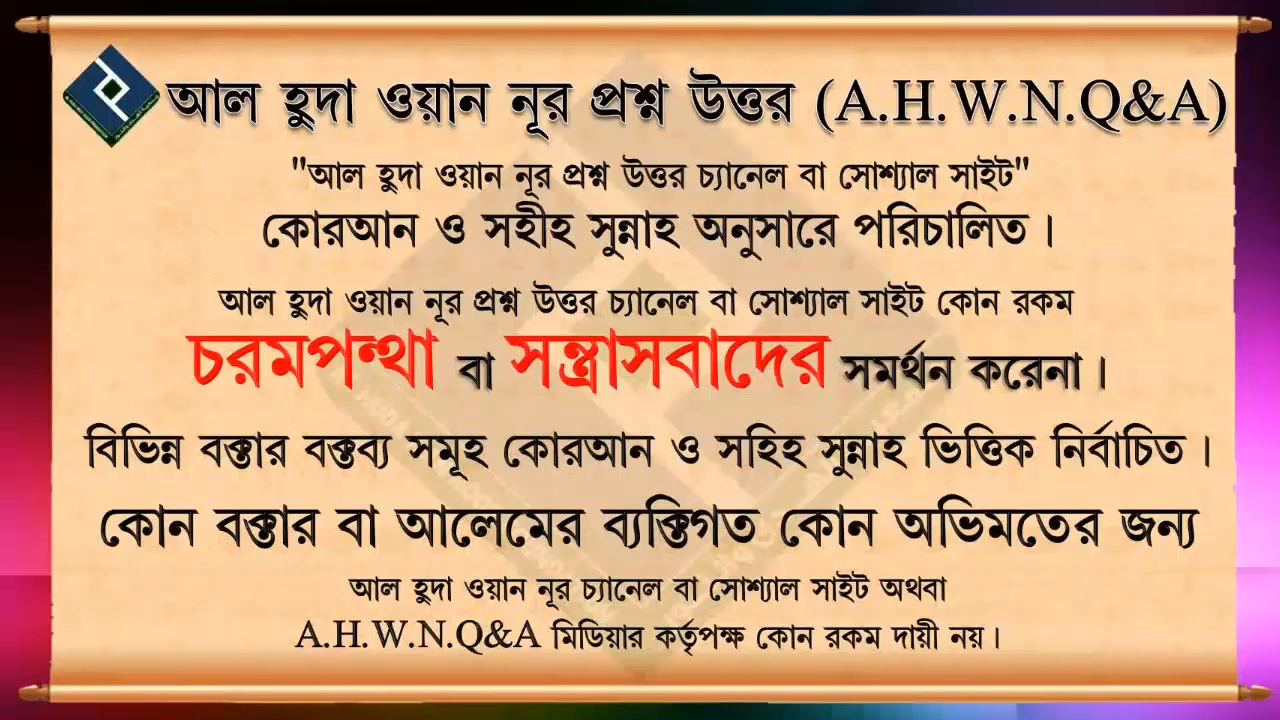 আল হুদা ওয়ান নূর প্রশ্ন উত্তর (A.H.W.N.Q&A)
"আল হুদা ওয়ান নূর প্রশ্ন উত্তর চ্যানেল বা সোশ্যাল সাইট"
কোরআন ও সহীহ সুন্নাহ অনুসারে পরিচালিত।
আল হুদা ওয়ান নূর প্রশ্ন উত্তর চ্যানেল বা সোশ্যাল সাইট কোন রকম
চরমপন্থা বা সন্ত্রাসবাদের সমর্থন করেনা।
বিভিন্ন বক্তার বক্তব্য সমূহ কোরআন ও সহিহ সুন্নাহ ভিত্তিক নির্বাচিত।
কোন বক্তার বা আলেমের ব্যক্তিগত কোন অভিমতের জন্য
আল হুদা ওয়ান নূর চ্যানেল বা সোশ্যাল সাইট অথবা
A.H.W.N.Q&A মিডিয়ার কর্তৃপক্ষ কোন রকম দায়ী নয়।